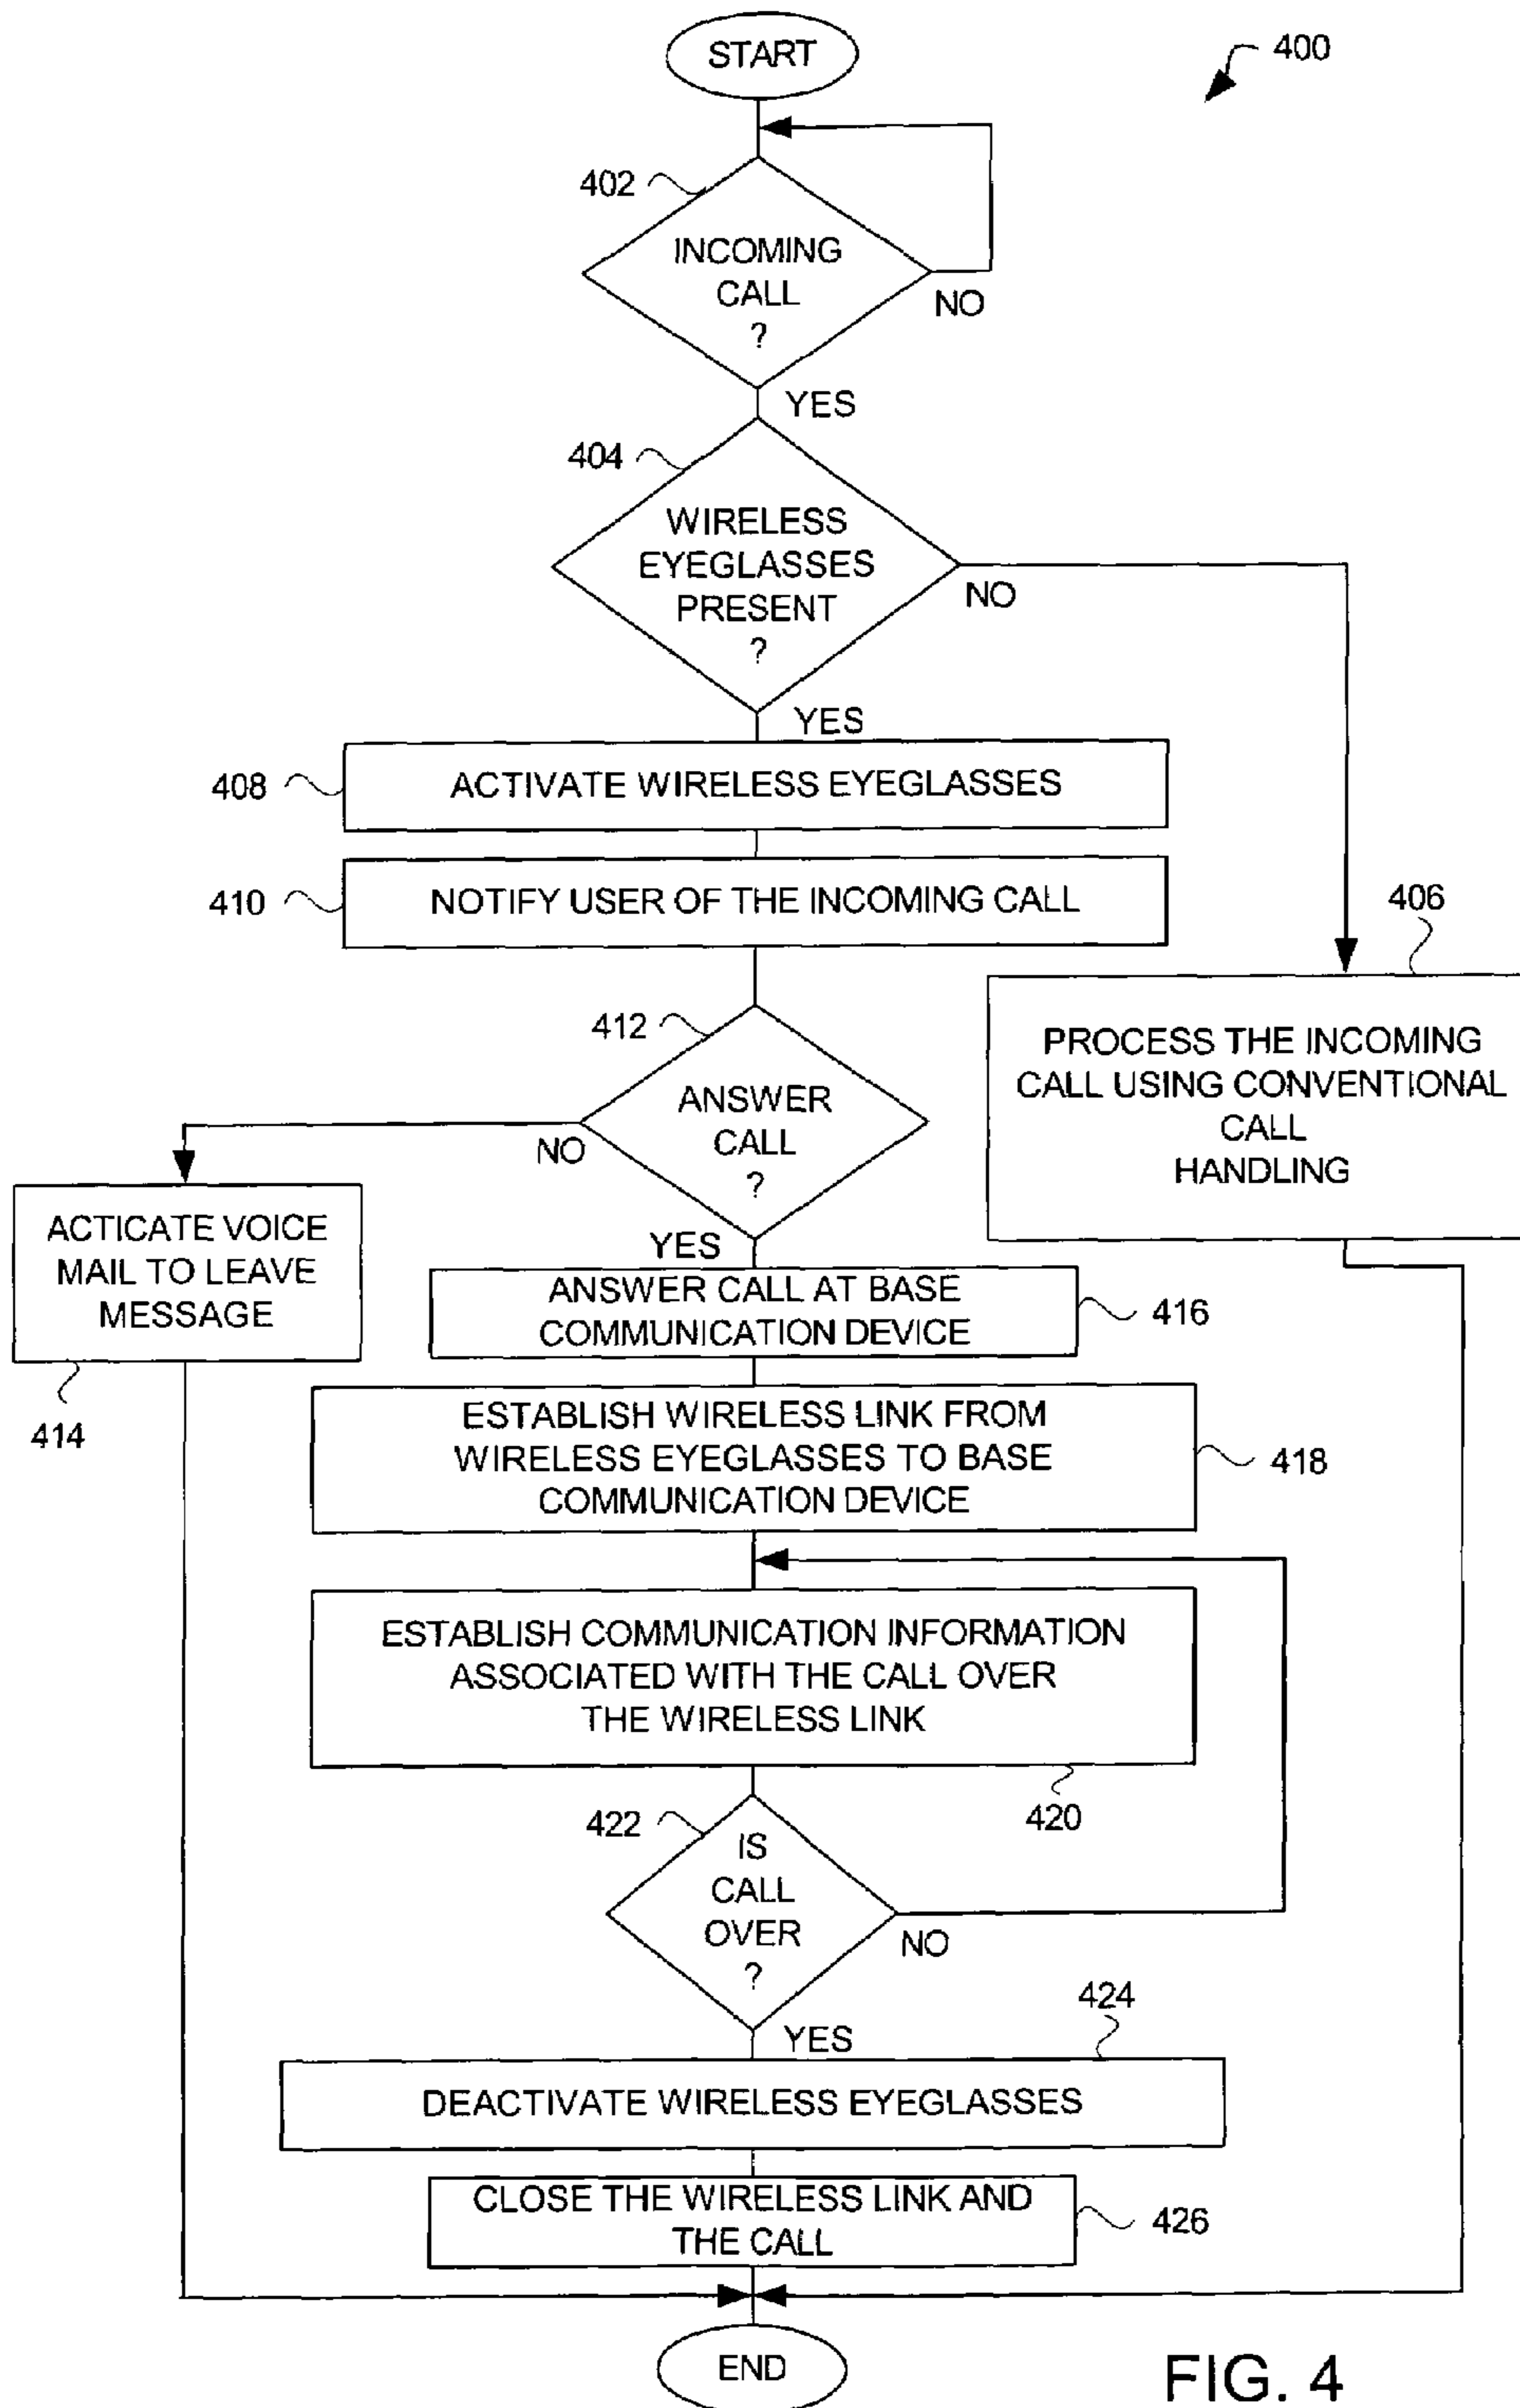 START
400
402
INCOMING
CALL
?
NO
YES
404
WIRELESS
EYEGLASSES
PRESENT
?
NO
YES
408
ACTIVATE WIRELESS EYEGLASSES
410
NOTIFY USER OF THE INCOMING CALL
406
PROCESS THE INCOMING
CALL USING CONVENTIONAL
CALL
HANDLING
412
ANSWER
CALL
?
NO
YES
ACTICATE VOICE
MAIL TO LEAVE
MESSAGE
414
ANSWER CALL AT BASE
COMMUNICATION DEVICE
416
ESTABLISH WIRELESS LINK FROM
WIRELESS EYEGLASSES TO BASE
COMMUNICATION DEVICE
418
ESTABLISH COMMUNICATION INFORMATION
ASSOCIATED WITH THE CALL OVER
THE WIRELESS LINK
420
422
IS
CALL
OVER
?
NO
YES
424
DEACTIVATE WIRELESS EYEGLASSES
CLOSE THE WIRELESS LINK AND
THE CALL
426
END
FIG. 4